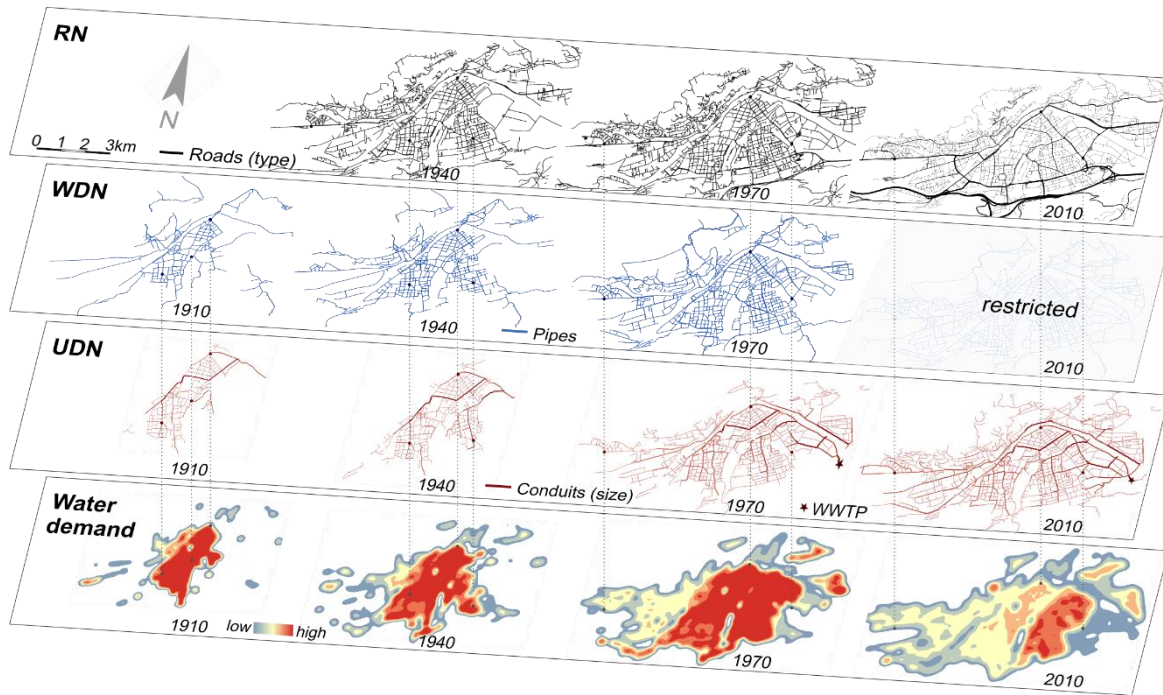 RN
N
0 1 2 3km
Roads (type)
1940
1970
2010
WDN
1910
1940
Pipes
1970
restricted
2010
UDN
1910
1940
Conduits (size)
1970
WWTP
2010
Water
demand
1910
low high
1940
1970
2010